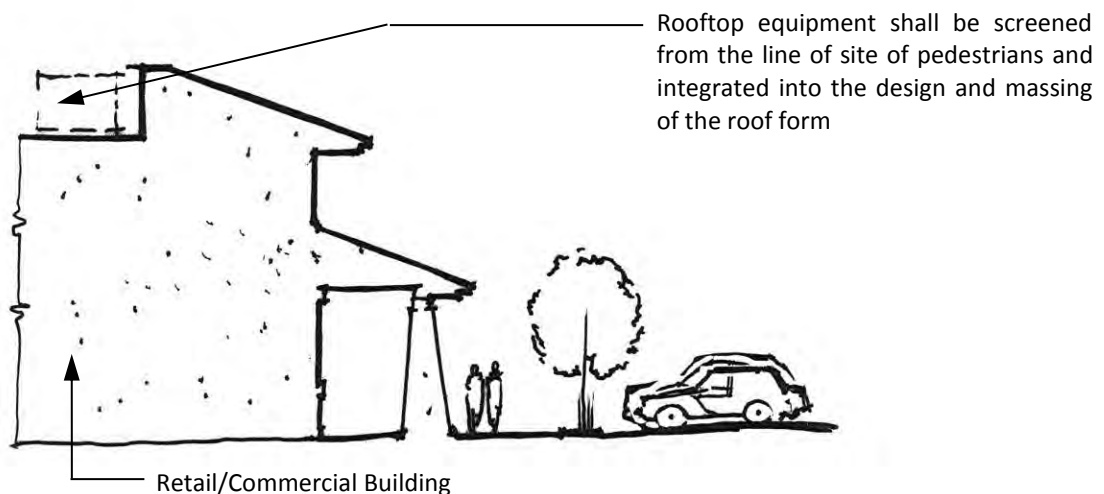 Rooftop equipment shall be screened
from the line of site of pedestrians and
integrated into the design and massing
of the roof form
Retail/Commercial Building